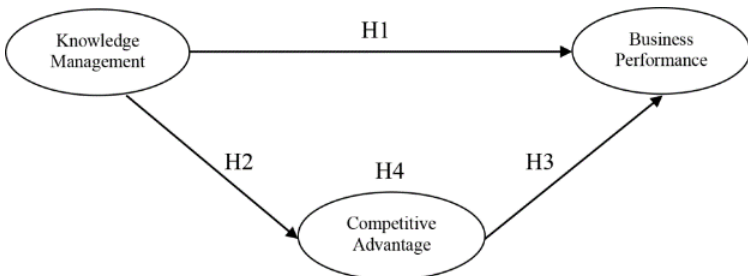 H1
Knowledge
Management
Business
Performance
H2
H4
H3
Competitive
Advantage